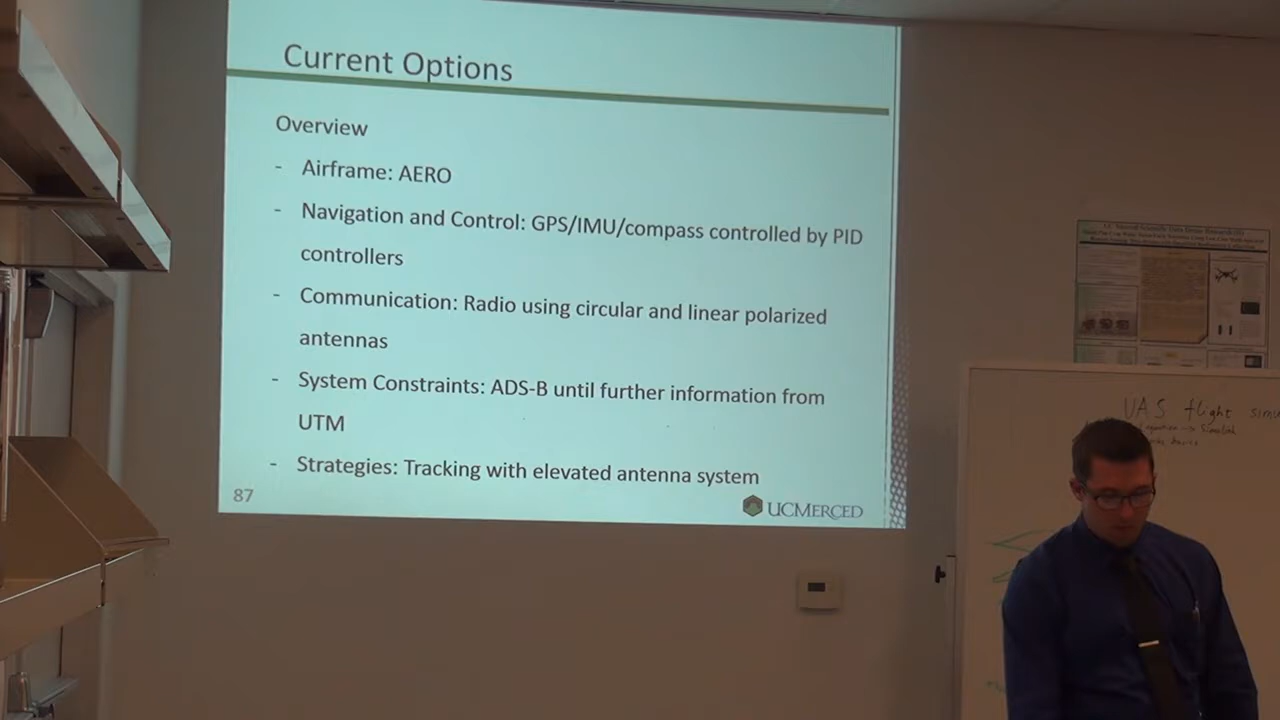 Current Options
Overview
- Airframe: AERO
- Navigation and Control: GPS/IMU/compass controlled by PID
controllers
- Communication: Radio using circular and linear polarized
antennas
- System Constraints: ADS-B until further information from
UTM
- Strategies: Tracking with elevated antenna system
87
UCMERCED
UAS flight